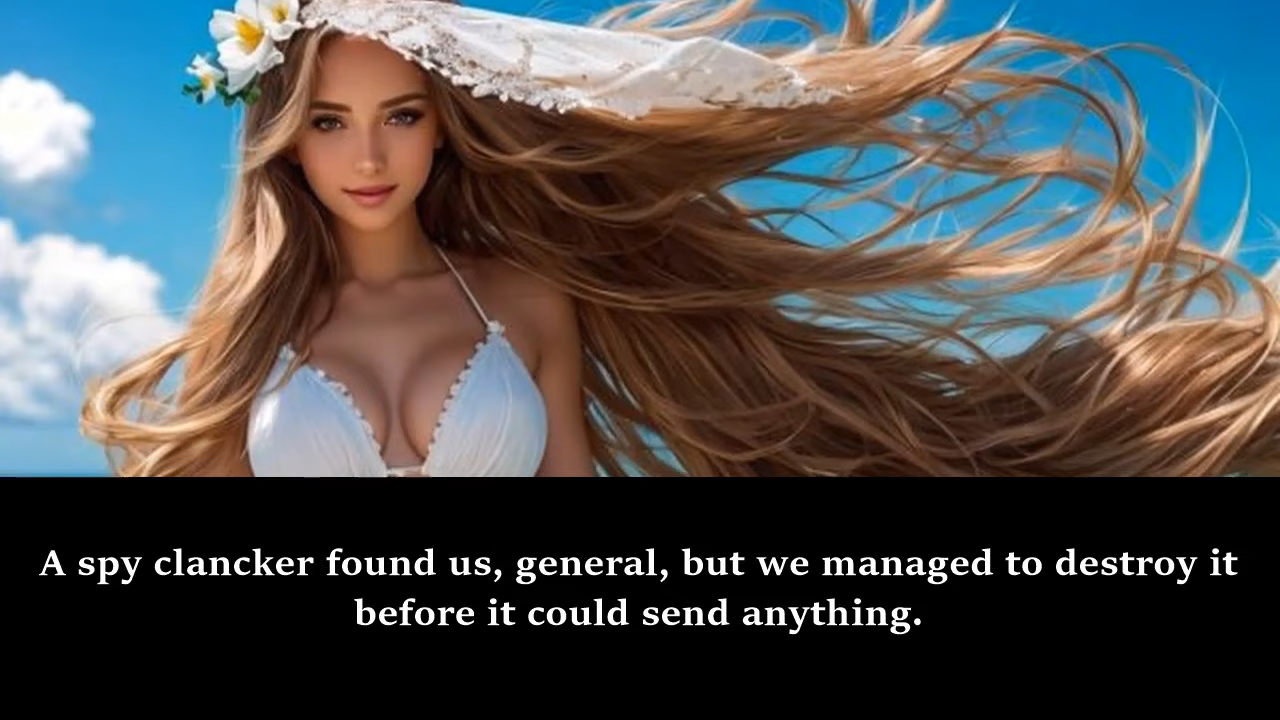 A spy clancker found us, general, but we managed to destroy it
before it could send anything.